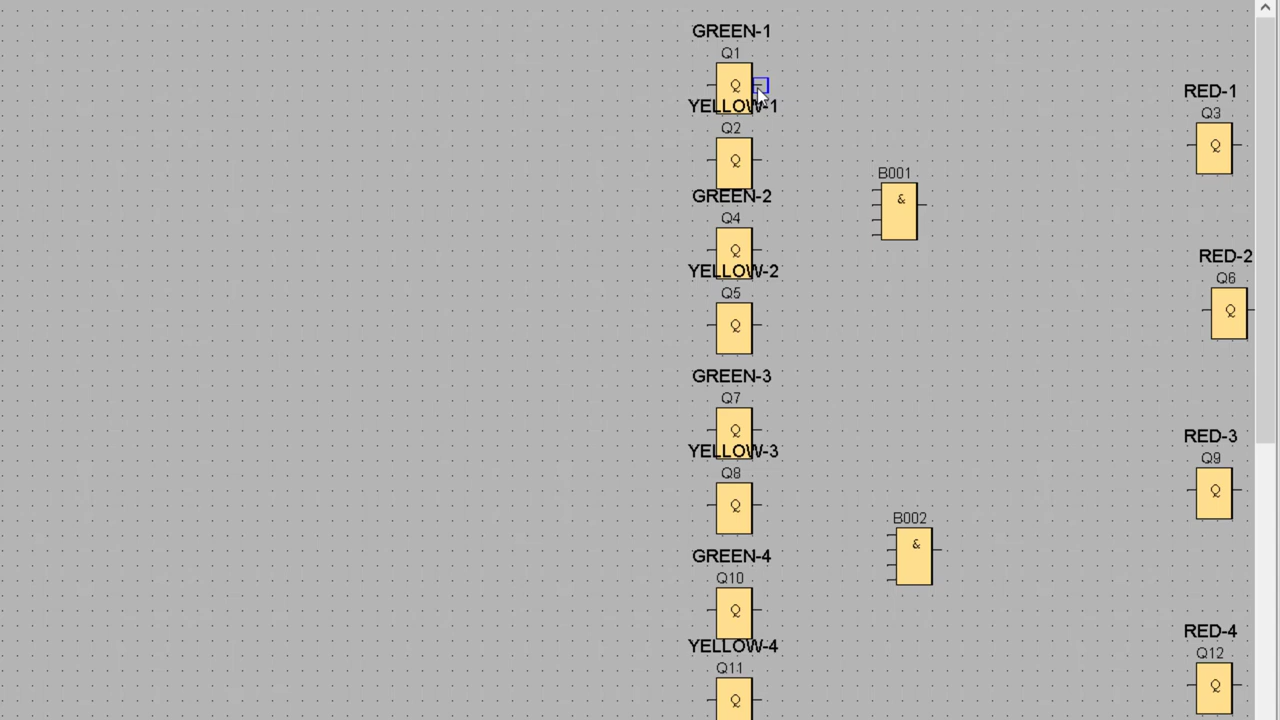 GREEN-1
Q1
Q
YELLOW-1
Q2
Q
GREEN-2
Q4
Q
YELLOW-2
Q5
Q
GREEN-3
Q7
Q
YELLOW-3
Q8
Q
GREEN-4
Q10
Q
YELLOW-4
Q11
Q
B001
&
B002
&
RED-1
Q3
Q
RED-2
Q6
Q
RED-3
Q9
Q
RED-4
Q12
Q